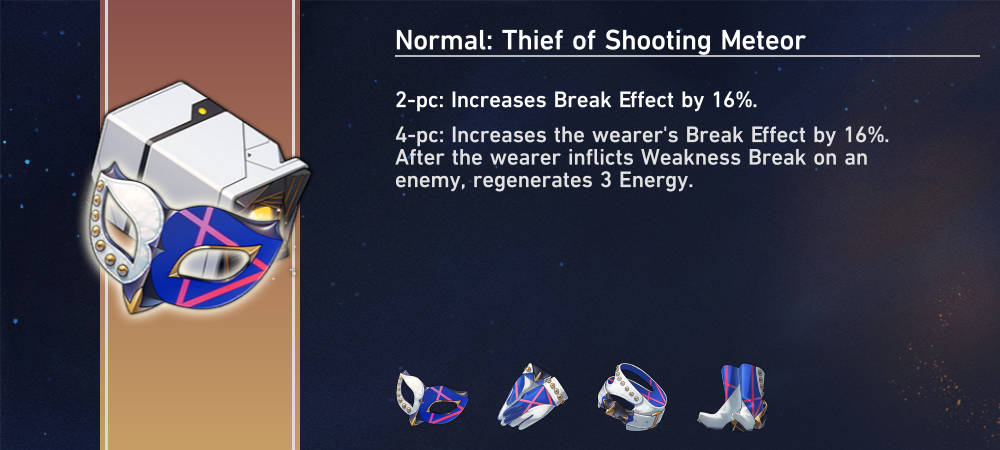 Normal: Thief of Shooting Meteor
2-pc: Increases Break Effect by 16%.
4-pc: Increases the wearer's Break Effect by 16%.
After the wearer inflicts Weakness Break on an
enemy, regenerates 3 Energy.